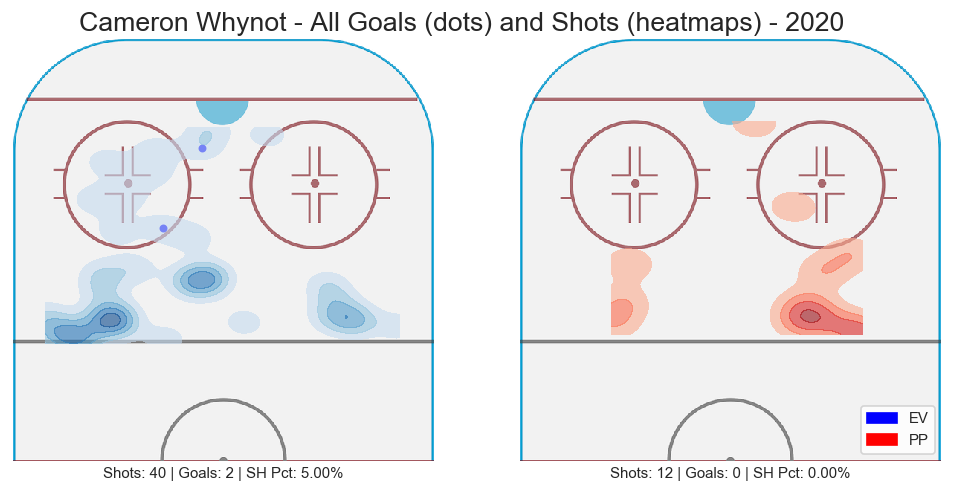 Cameron Whynot - All Goals (dots) and Shots (heatmaps) - 2020
EV
PP
Shots: 40 | Goals: 2 | SH Pct: 5.00%
Shots: 12 | Goals: 0 | SH Pct: 0.00%